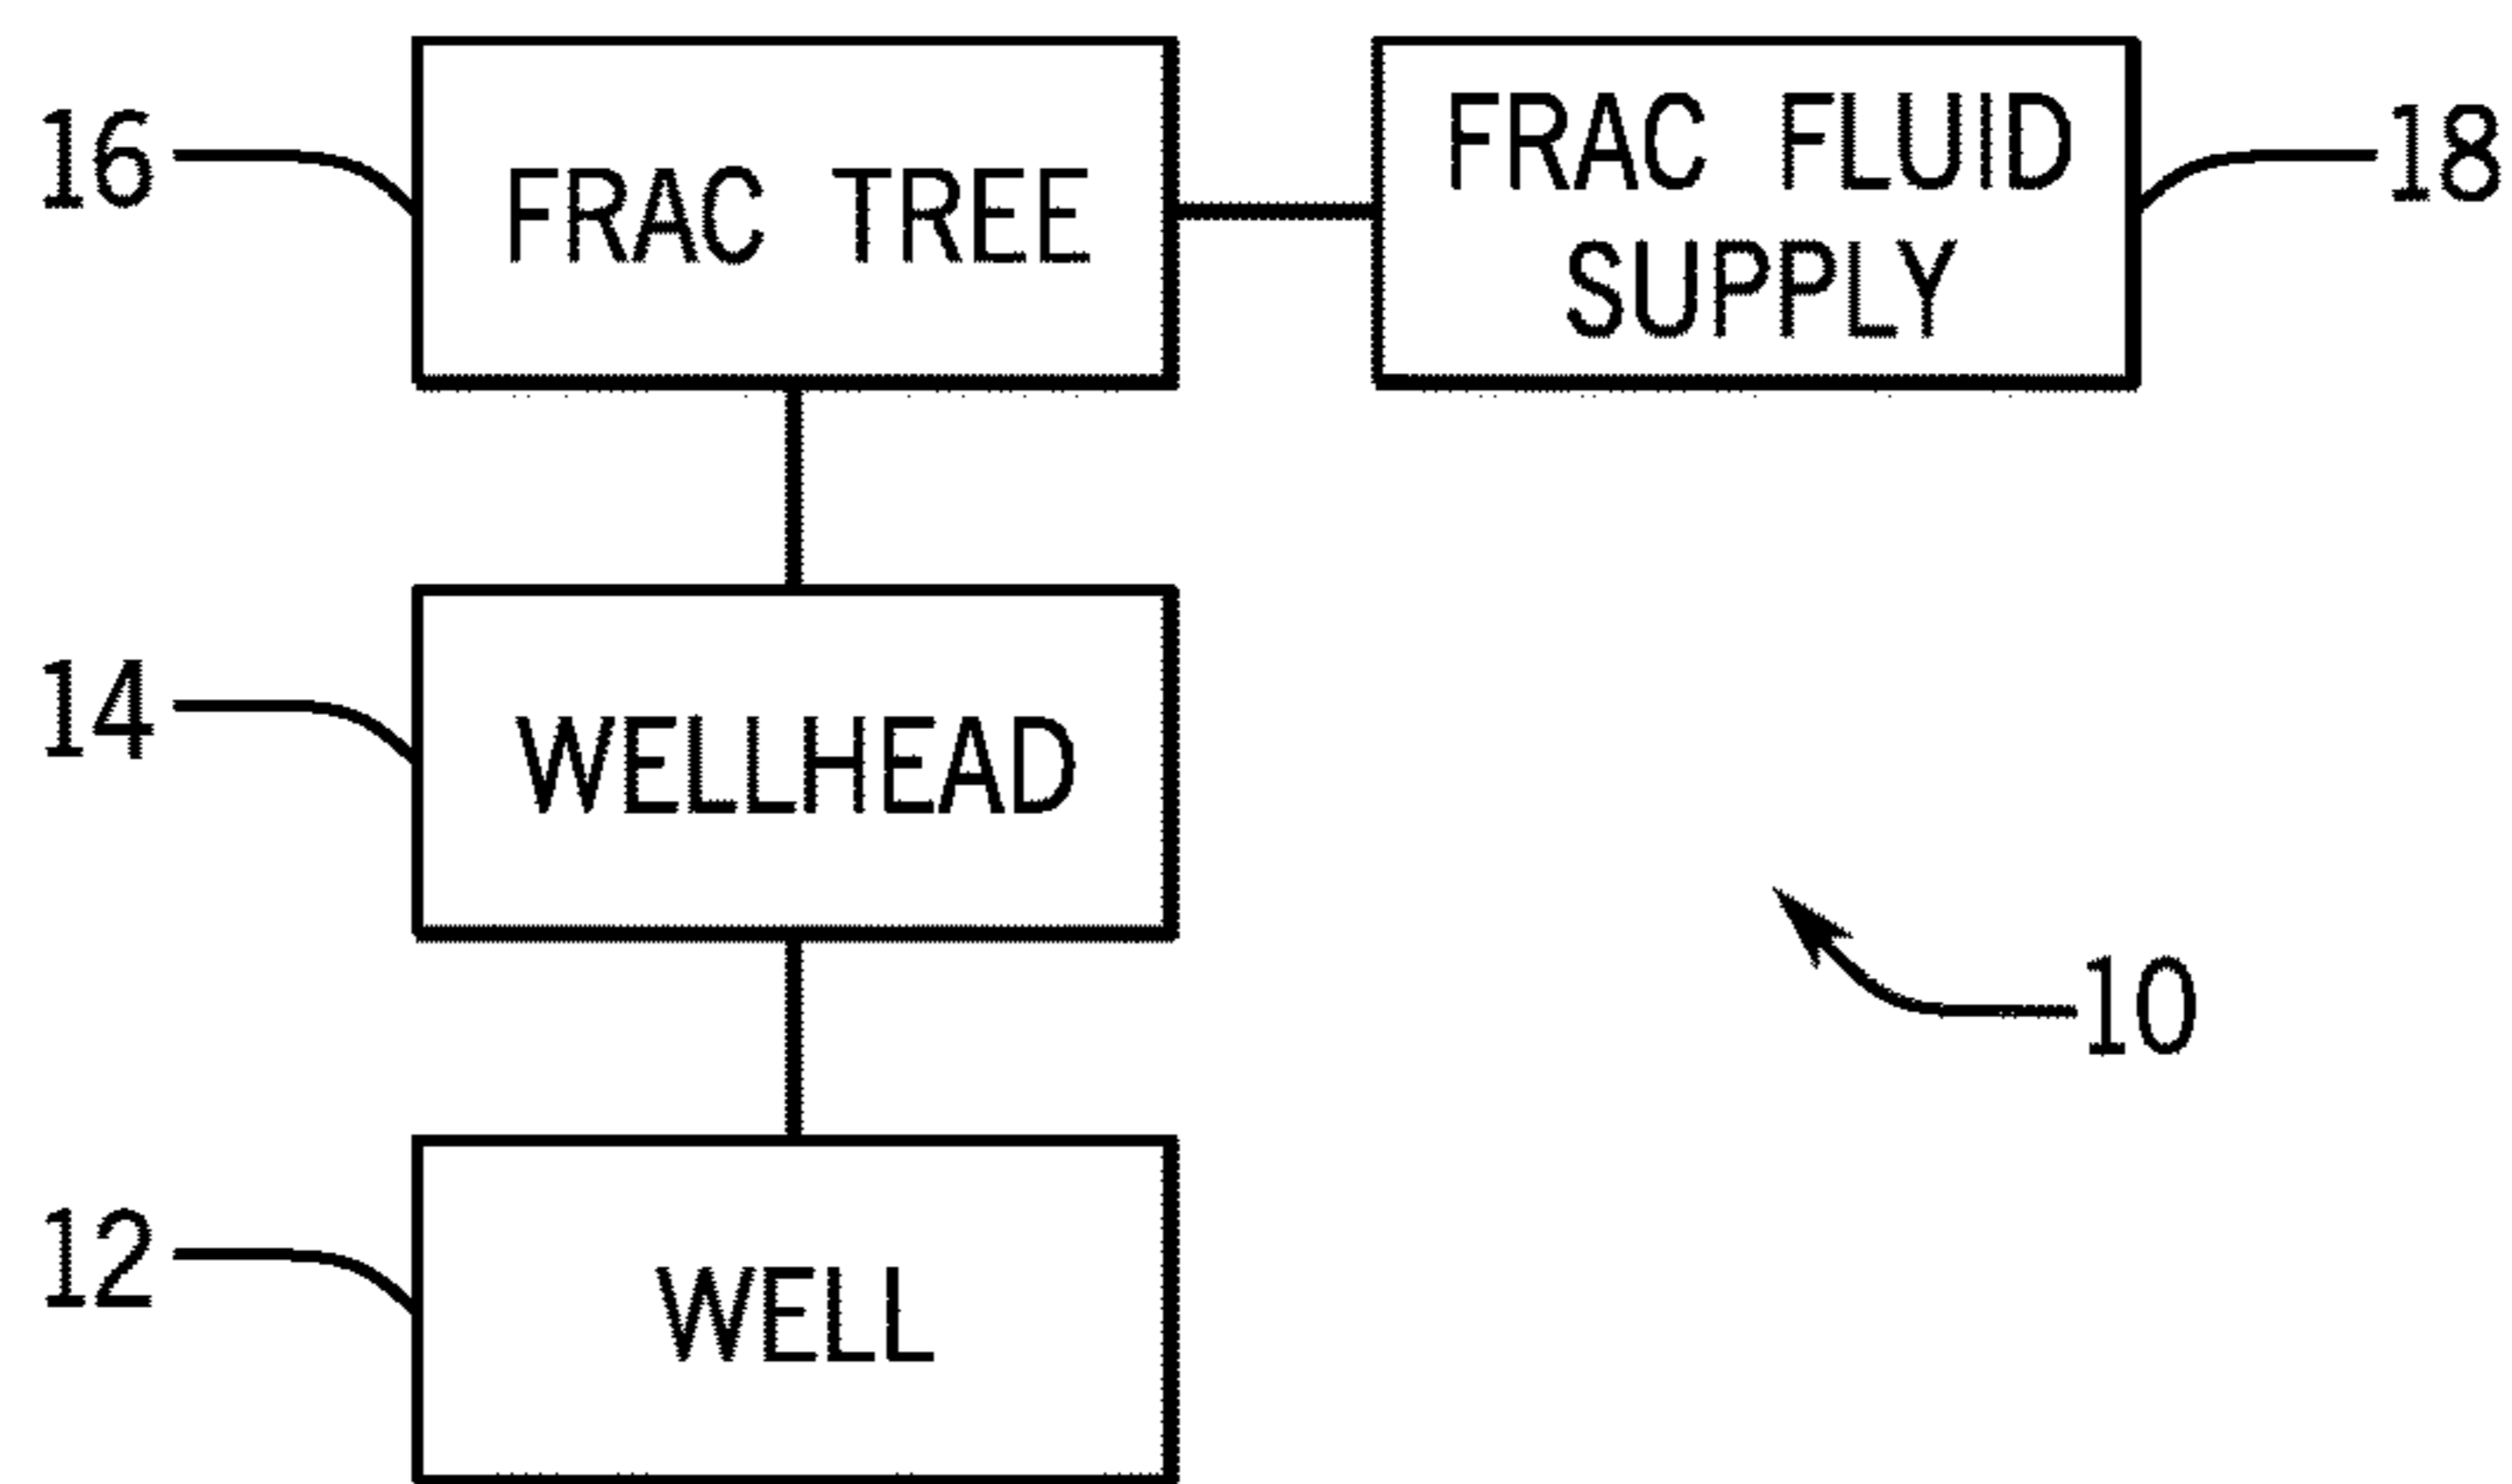 16
FRAC TREE
FRAC FLUID
SUPPLY
18
14
WELLHEAD
10
12
WELL